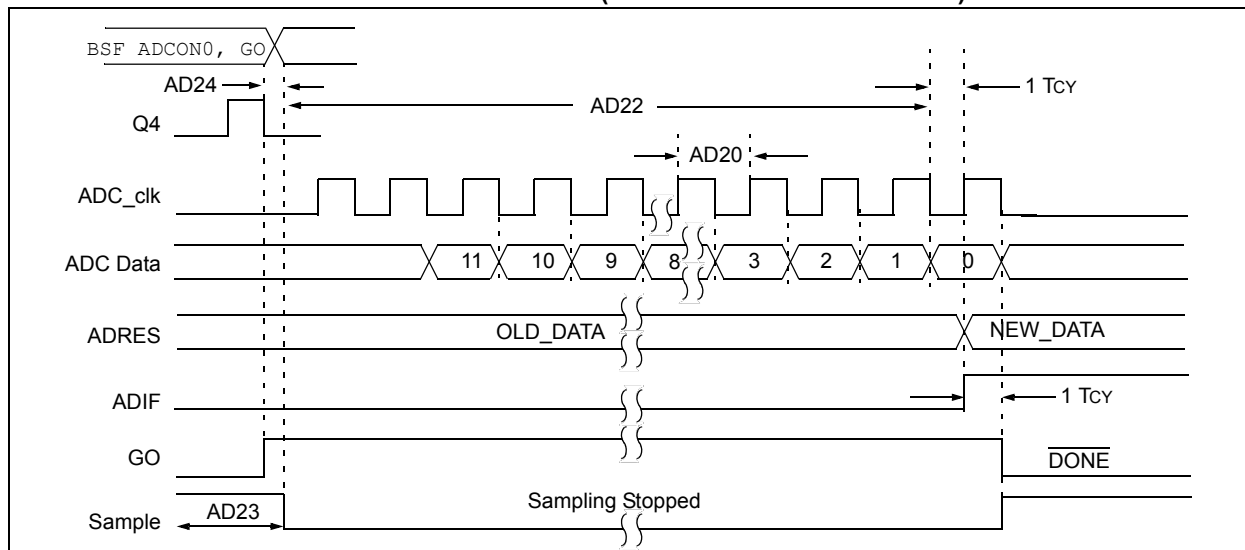 BSF ADCON0, GO
AD24
1 TCY
AD22
Q4
AD20
ADC_clk
ADC Data
11 10 9 8 3 2 1 0
ADRES
OLD_DATA
NEW_DATA
ADIF
1 TCY
GO
DONE
Sampling Stopped
AD23
Sample